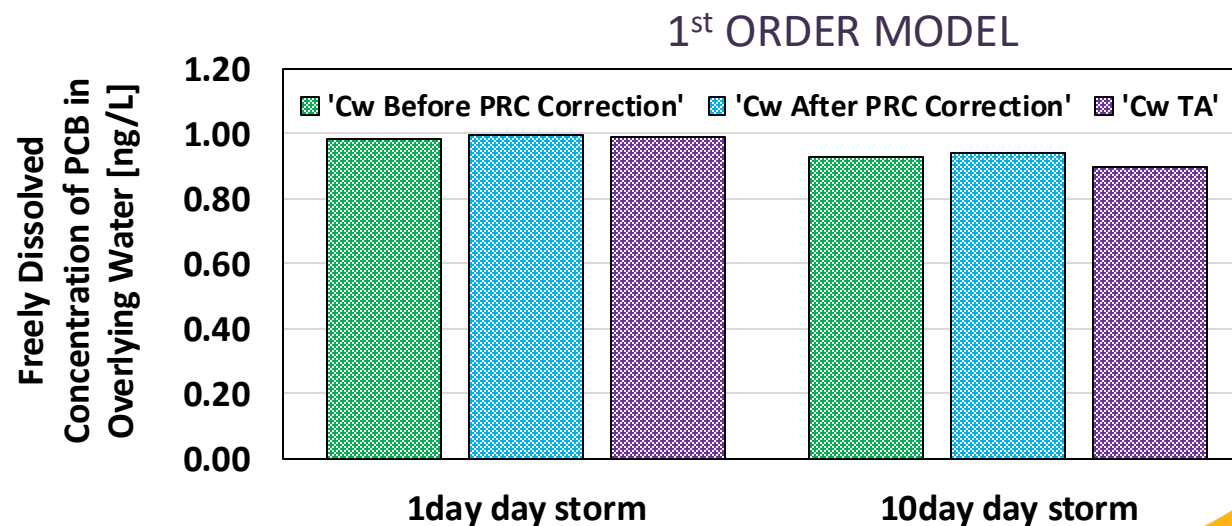 1st ORDER MODEL
Freely Dissolved
Concentration of PCB in
Overlying Water [ng/L]
1.20
1.00
0.80
0.60
0.40
0.20
0.00
'Cw Before PRC Correction' 'Cw After PRC Correction' 'Cw TA'
1day day storm 10day day storm